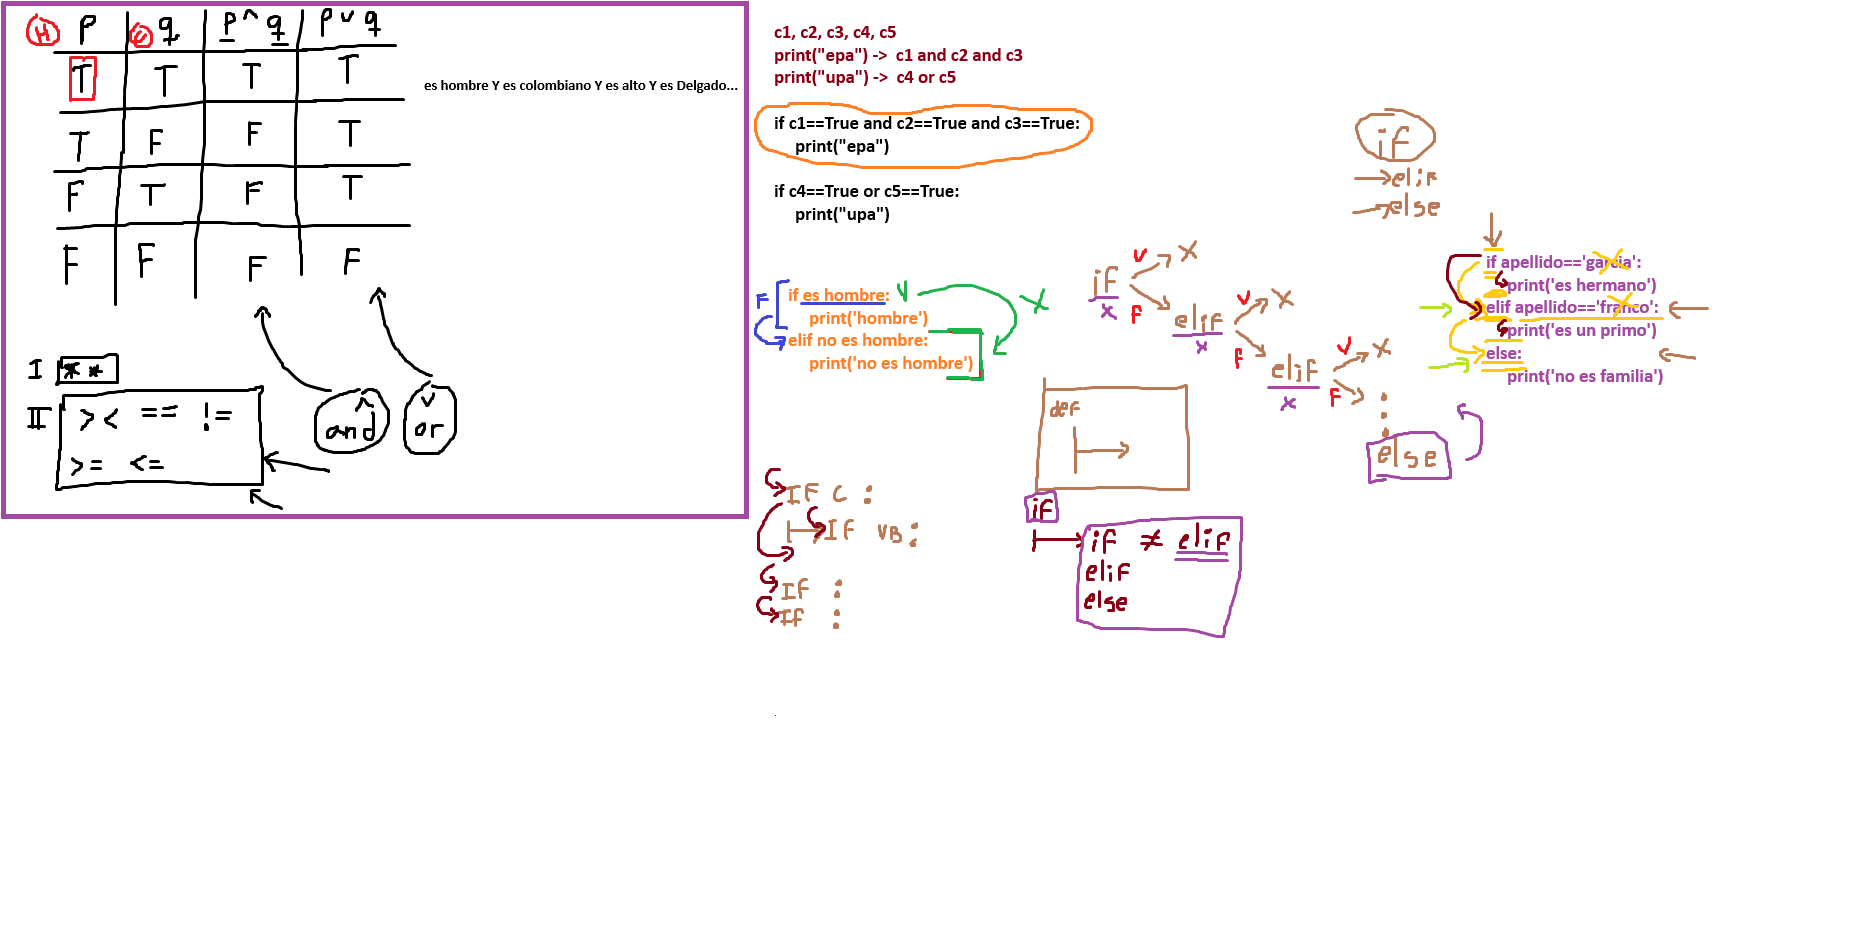 H p C q p ^ q p v q
T T T T
T F F T
F T F T
F F F F
es hombre Y es colombiano Y es alto Y es Delgado...
I **
II > < == !=
>= <=
^ and
v or
c1, c2, c3, c4, c5
print("epa") -> c1 and c2 and c3
print("upa") -> c4 or c5
if c1==True and c2==True and c3==True:
print("epa")
if c4==True or c5==True:
print("upa")
F
if es hombre: V
print('hombre')
elif no es hombre:
print('no es hombre')
X
if V X
x F
elif V X
x F
elif V X
x F
else
if
elif
else
if apellido=='garcia':
print('es hermano')
elif apellido=='franco':
print('es un primo')
else:
print('no es familia')
def
IF C :
IF VB :
IF :
If :
if
if ≠ elif
elif
else